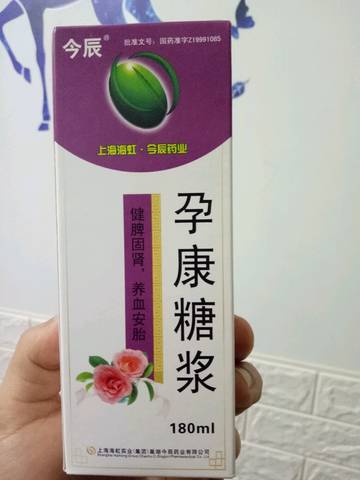 今辰®
批准文号：国药准字Z19991085
上海海虹·今辰药业
孕康糖浆
健脾固肾，养血安胎
180ml
上海海虹实业(集团)巢湖今辰药业有限公司